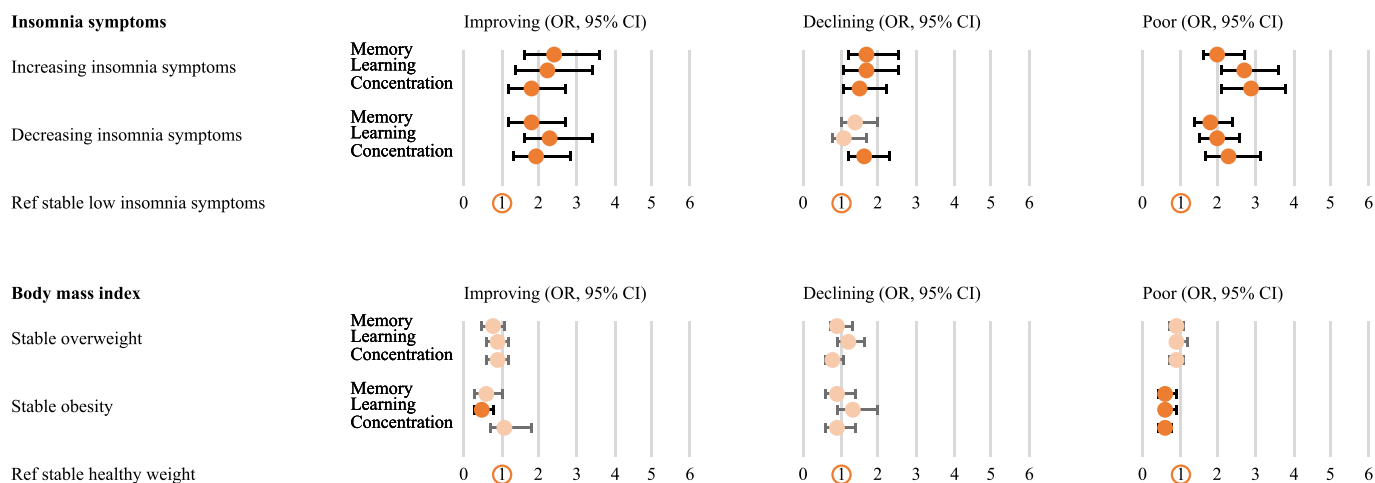 Insomnia symptoms Improving (OR, 95% CI) Declining (OR, 95% CI) Poor (OR, 95% CI)
Increasing insomnia symptoms
Memory
Learning
Concentration
Decreasing insomnia symptoms
Memory
Learning
Concentration
Ref stable low insomnia symptoms 0 1 2 3 4 5 6 0 1 2 3 4 5 6 0 1 2 3 4 5 6
Body mass index Improving (OR, 95% CI) Declining (OR, 95% CI) Poor (OR, 95% CI)
Stable overweight
Memory
Learning
Concentration
Stable obesity
Memory
Learning
Concentration
Ref stable healthy weight 0 1 2 3 4 5 6 0 1 2 3 4 5 6 0 1 2 3 4 5 6